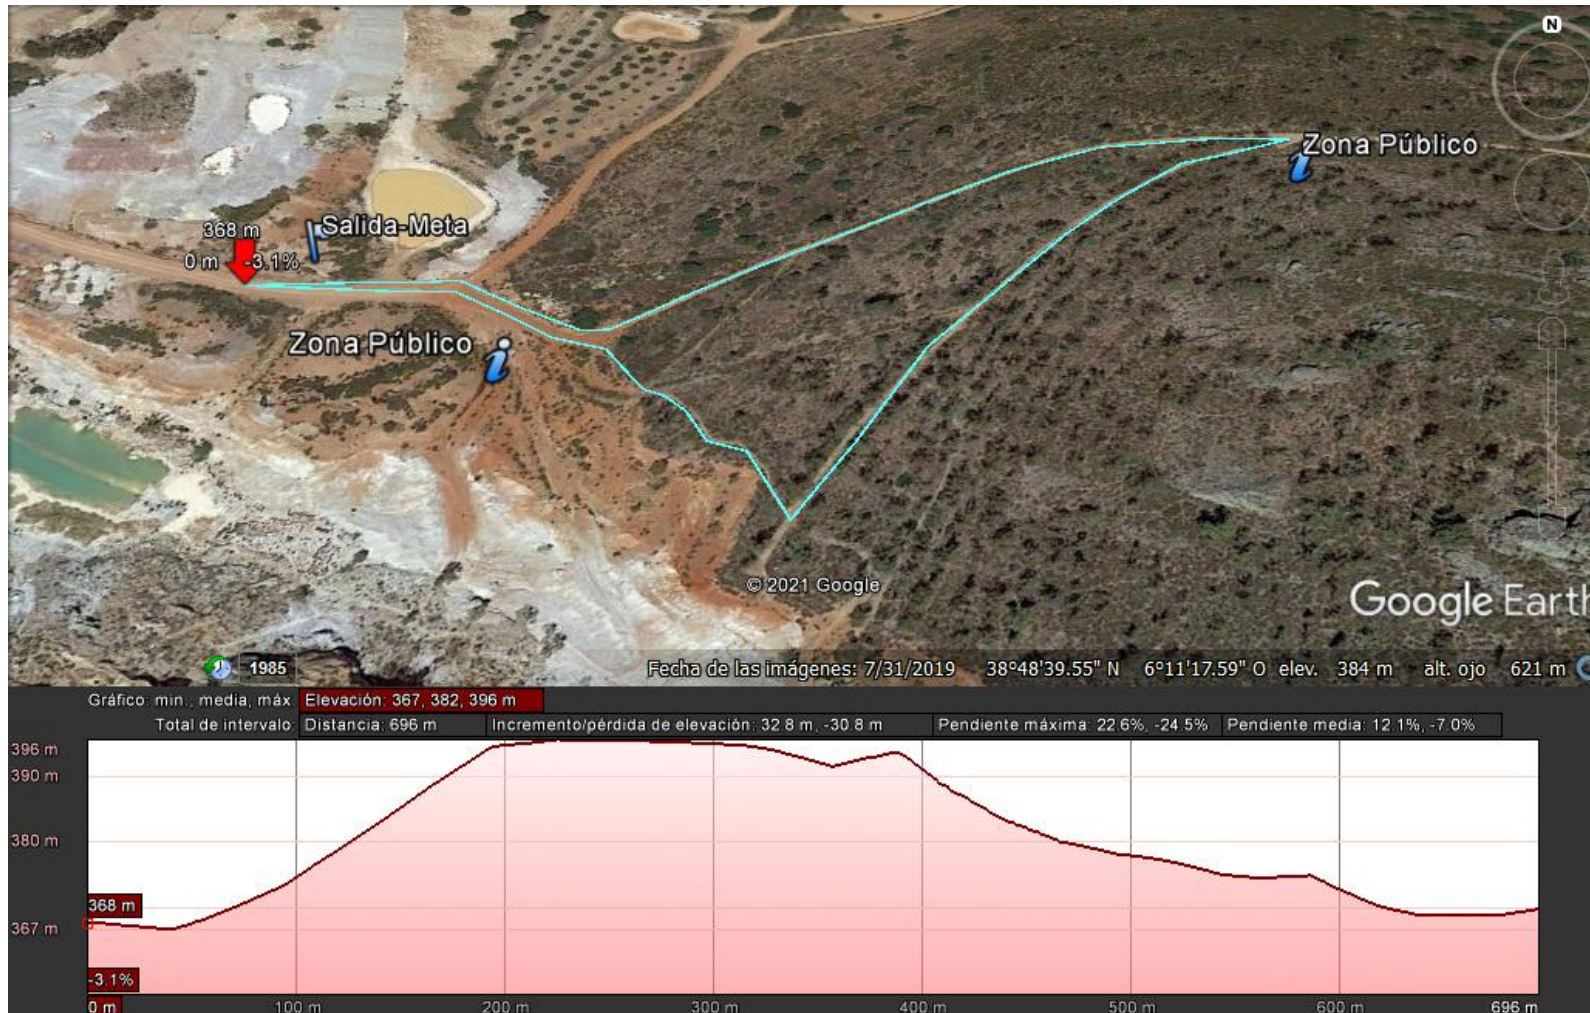 N
Zona Público
Salida-Meta
368 m
0 m -3.1%
Zona Público
© 2021 Google
Google Earth
1985
Fecha de las imágenes: 7/31/2019 38º48'39.55" N 6º11'17.59" O elev. 384 m alt. ojo 621 m
Gráfico: min., media, máx. Elevación: 367, 382, 396 m
Total de intervalo: Distancia: 696 m Incremento/pérdida de elevación: 32.8 m, -30.8 m Pendiente máxima: 22.6%, -24.5% Pendiente media: 12.1%, -7.0%
396 m
390 m
380 m
368 m
367 m
-3.1%
0 m 100 m 200 m 300 m 400 m 500 m 600 m 696 m